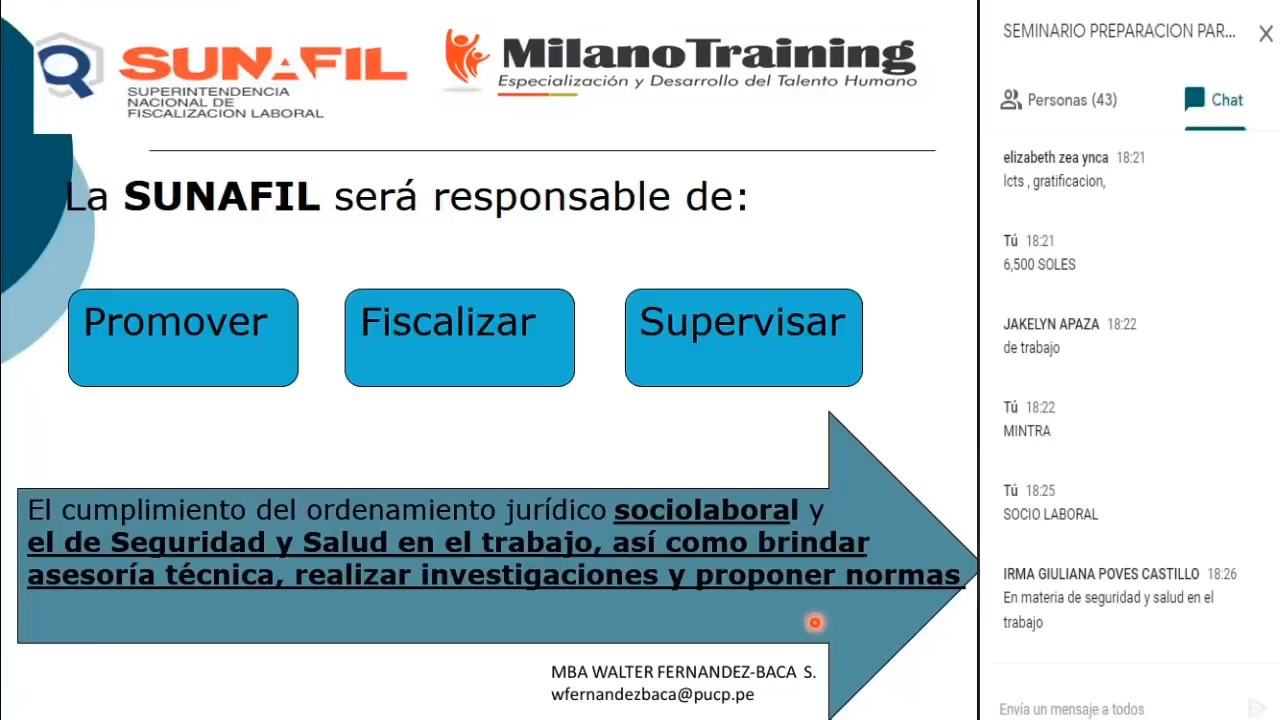 SUNAFIL
SUPERINTENDENCIA
NACIONAL DE
FISCALIZACIÓN LABORAL
MilanoTraining
Especialización y Desarrollo del Talento Humano
La SUNAFIL será responsable de:
Promover
Fiscalizar
Supervisar
El cumplimiento del ordenamiento jurídico sociolaboral y
el de Seguridad y Salud en el trabajo, así como brindar
asesoría técnica, realizar investigaciones y proponer normas
MBA WALTER FERNANDEZ-BACA S.
wfernandezbaca@pucp.pe
SEMINARIO PREPARACION PAR...
Personas (43)
Chat
elizabeth zea ynca 18:21
lcts , gratificacion,
Tú 18:21
6,500 SOLES
JAKELYN APAZA 18:22
de trabajo
Tú 18:22
MINTRA
Tú 18:25
SOCIO LABORAL
IRMA GIULIANA POVES CASTILLO 18:26
En materia de seguridad y salud en el
trabajo
Envía un mensaje a todos